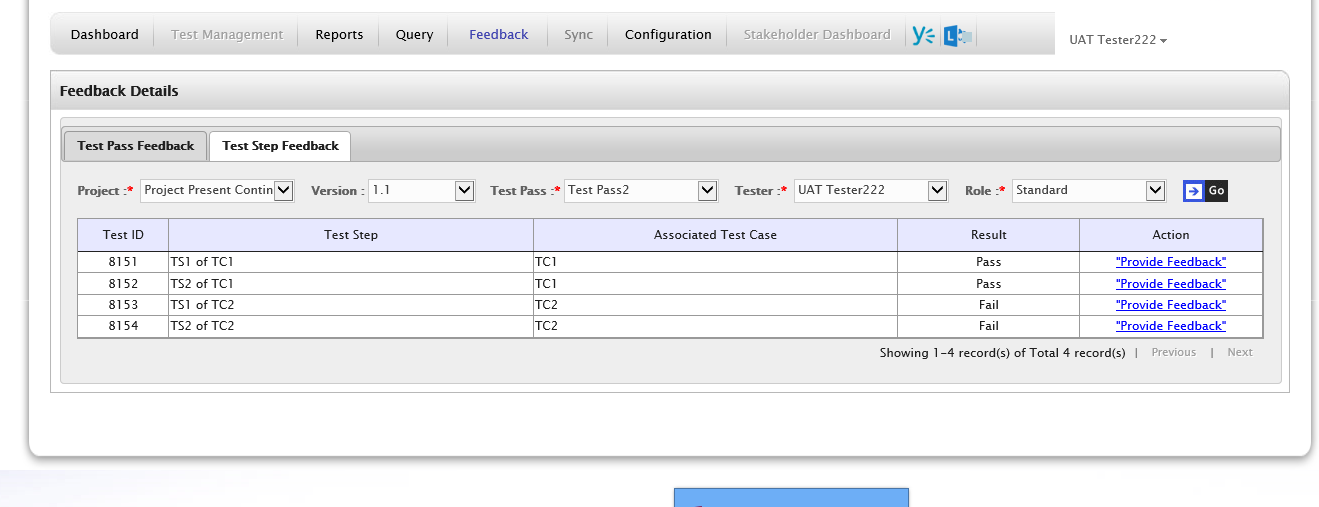 Dashboard Test Management Reports Query Feedback Sync Configuration Stakeholder Dashboard UAT Tester222
Feedback Details
Test Pass Feedback Test Step Feedback
Project :* Project Present Contin Version : 1.1 Test Pass :* Test Pass2 Tester :* UAT Tester222 Role :* Standard Go
Test ID Test Step Associated Test Case Result Action
8151 TS1 of TC1 TC1 Pass "Provide Feedback"
8152 TS2 of TC1 TC1 Pass "Provide Feedback"
8153 TS1 of TC2 TC2 Fail "Provide Feedback"
8154 TS2 of TC2 TC2 Fail "Provide Feedback"
Showing 1-4 record(s) of Total 4 record(s) | Previous | Next